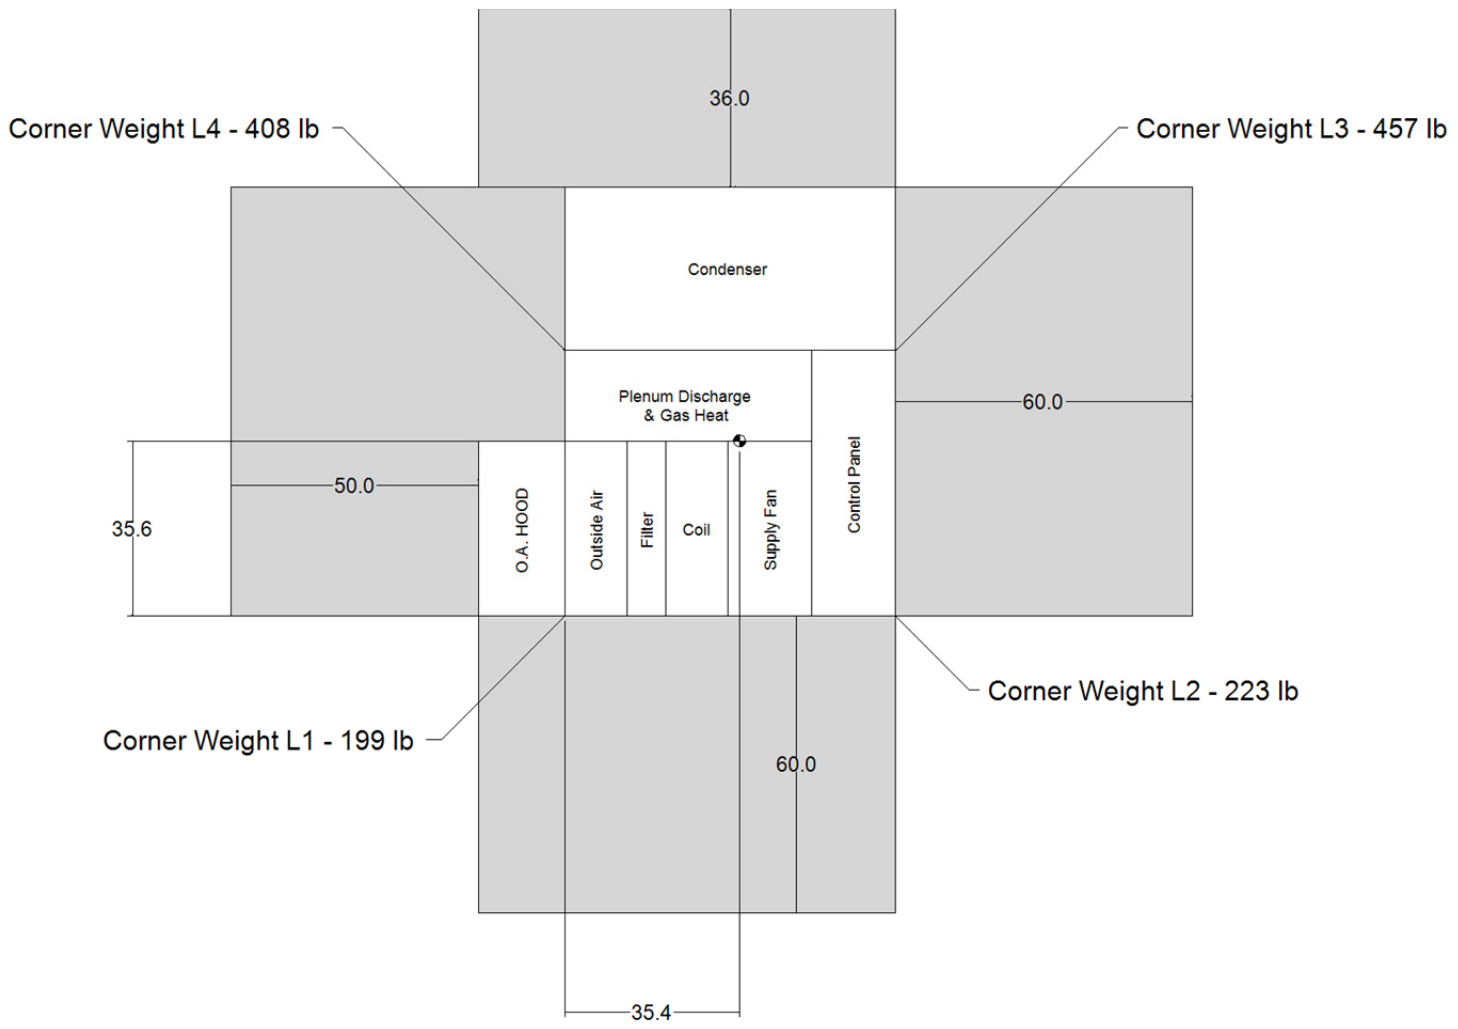 36.0
Corner Weight L4 - 408 lb
Corner Weight L3 - 457 lb
Condenser
Plenum Discharge
& Gas Heat
60.0
Control Panel
50.0
O.A. HOOD
Outside Air
Filter
Coil
Supply Fan
35.6
Corner Weight L2 - 223 lb
Corner Weight L1 - 199 lb
60.0
35.4